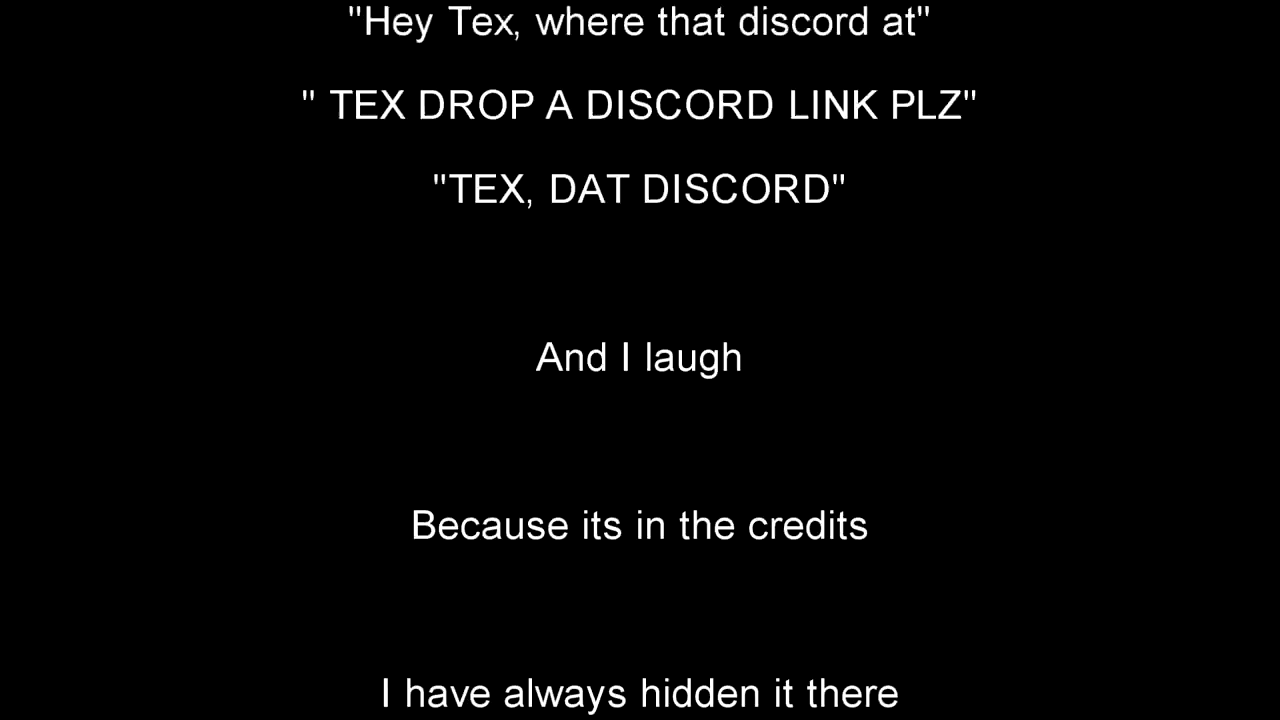 "Hey Tex, where that discord at"
" TEX DROP A DISCORD LINK PLZ"
"TEX, DAT DISCORD"
And I laugh
Because its in the credits
I have always hidden it there